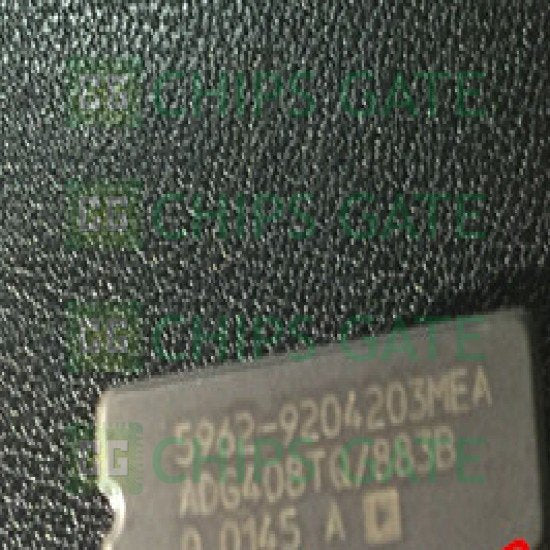 CHIPS GATE
CHIPS GATE
CHIPS GATE
5962-9204203MEA
CHIPS GATE
ADG408TQ/883B
0.0145 A